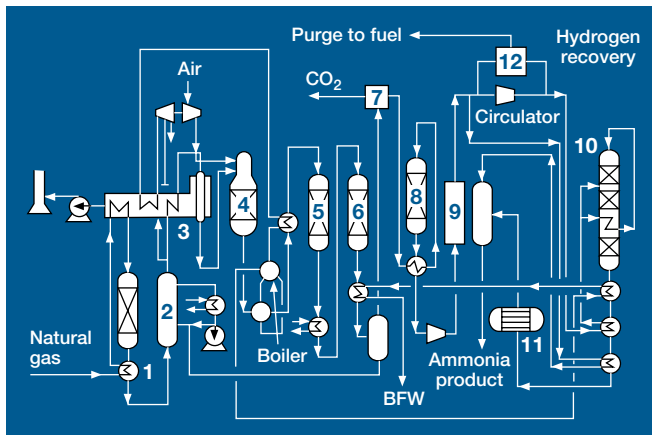 Purge to fuel
12
Hydrogen
recovery
Air
CO₂
7
Circulator
10
4
5
6
8
9
3
2
Natural
gas
1
Boiler
BFW
Ammonia
product
11